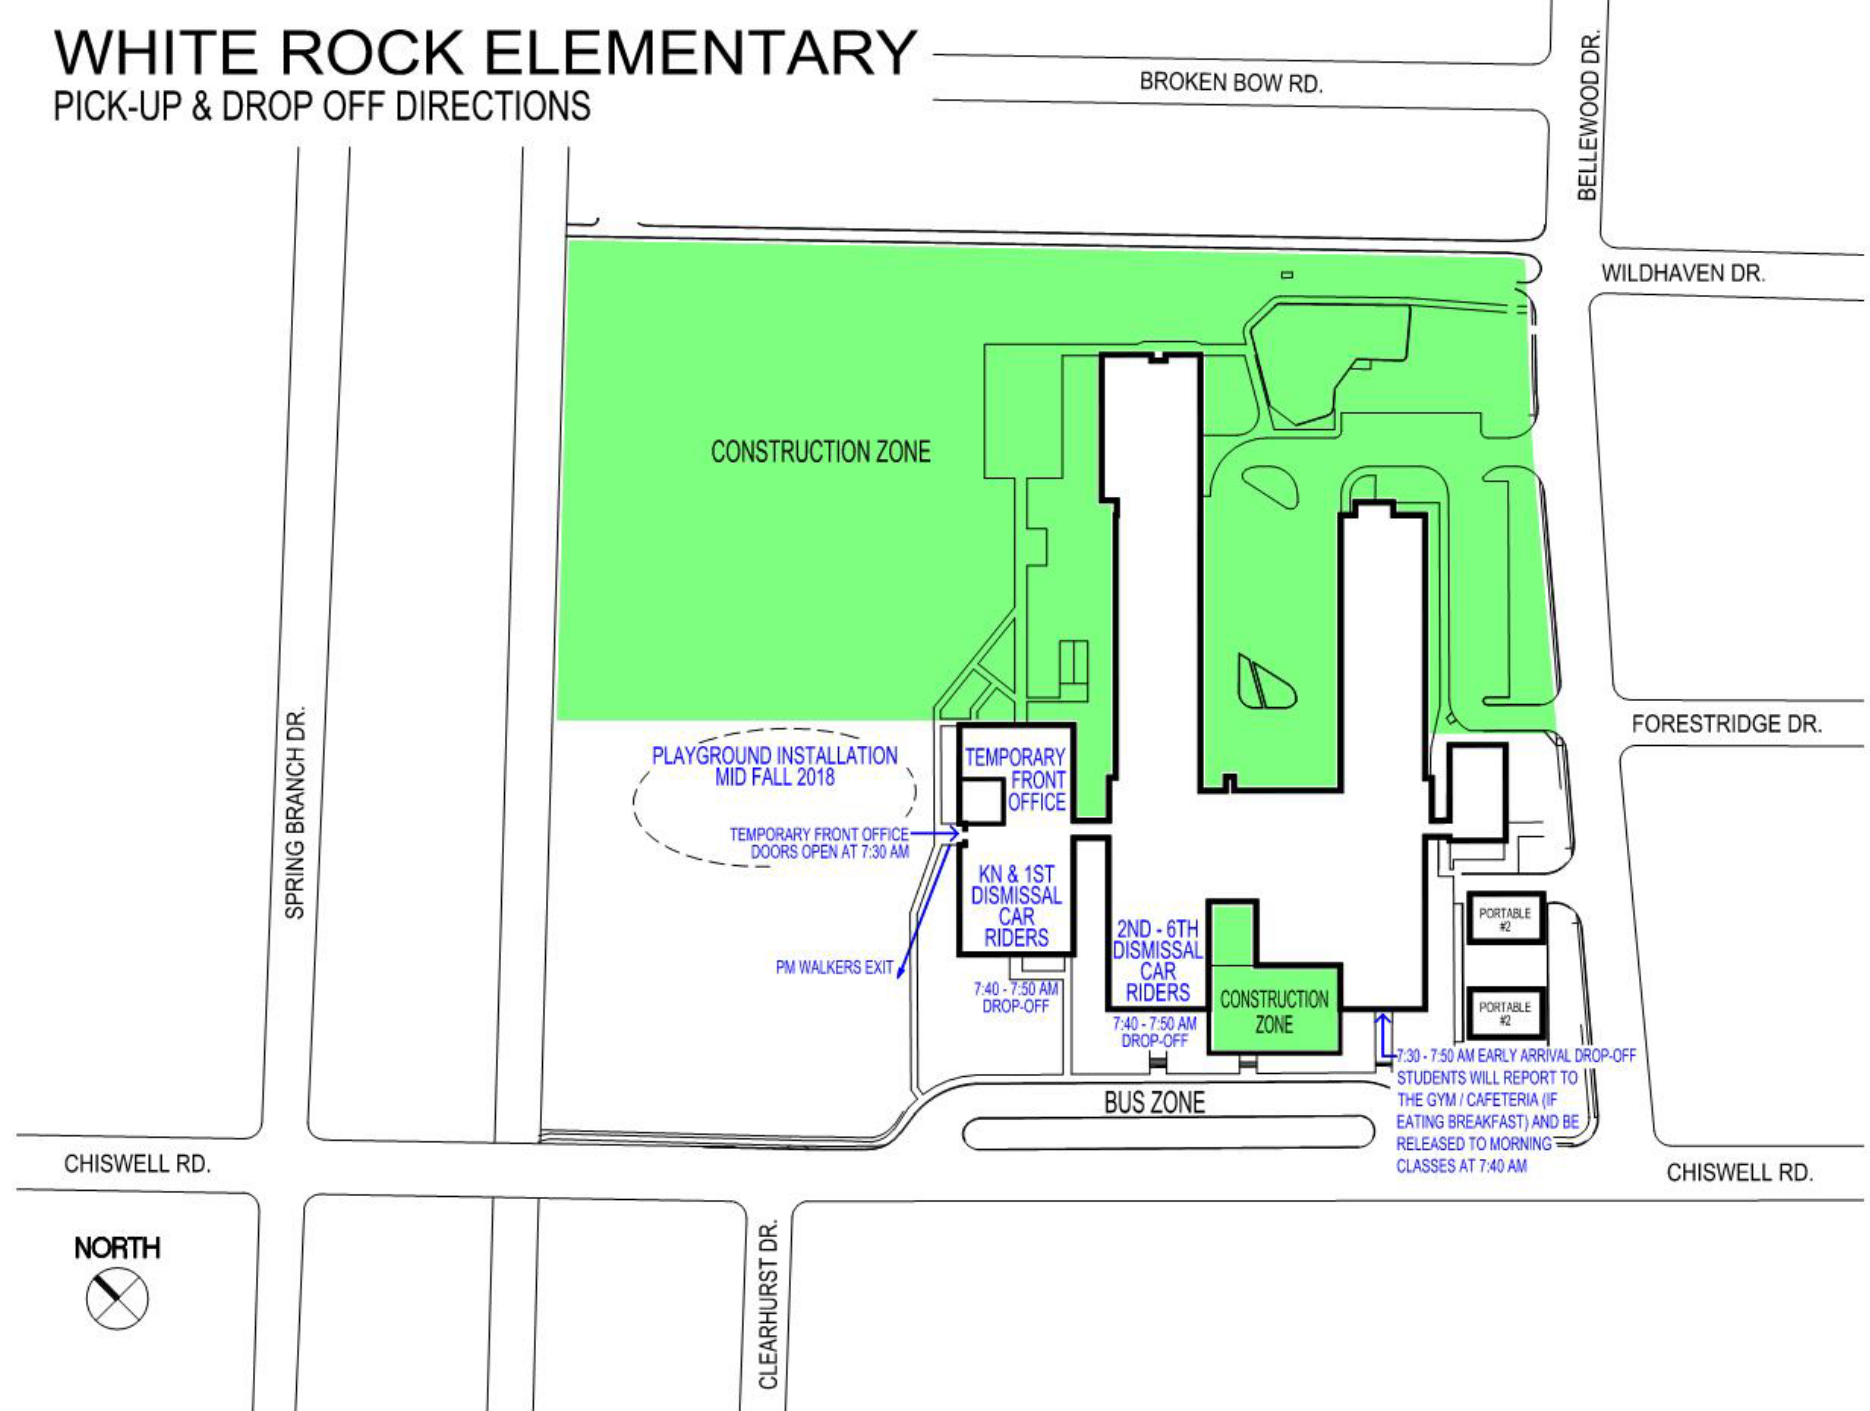 WHITE ROCK ELEMENTARY
PICK-UP & DROP OFF DIRECTIONS
BROKEN BOW RD.
BELLEWOOD DR.
WILDHAVEN DR.
CONSTRUCTION ZONE
SPRING BRANCH DR.
FORESTRIDGE DR.
PLAYGROUND INSTALLATION
MID FALL 2018
TEMPORARY
FRONT
OFFICE
TEMPORARY FRONT OFFICE
DOORS OPEN AT 7:30 AM
KN & 1ST
DISMISSAL
CAR
RIDERS
PM WALKERS EXIT
7:40 - 7:50 AM
DROP-OFF
2ND - 6TH
DISMISSAL
CAR
RIDERS
7:40 - 7:50 AM
DROP-OFF
CONSTRUCTION
ZONE
PORTABLE
#2
PORTABLE
#2
7:30 - 7:50 AM EARLY ARRIVAL DROP-OFF
STUDENTS WILL REPORT TO
THE GYM / CAFETERIA (IF
EATING BREAKFAST) AND BE
RELEASED TO MORNING
CLASSES AT 7:40 AM
BUS ZONE
CHISWELL RD.
CHISWELL RD.
NORTH
CLEARHURST DR.